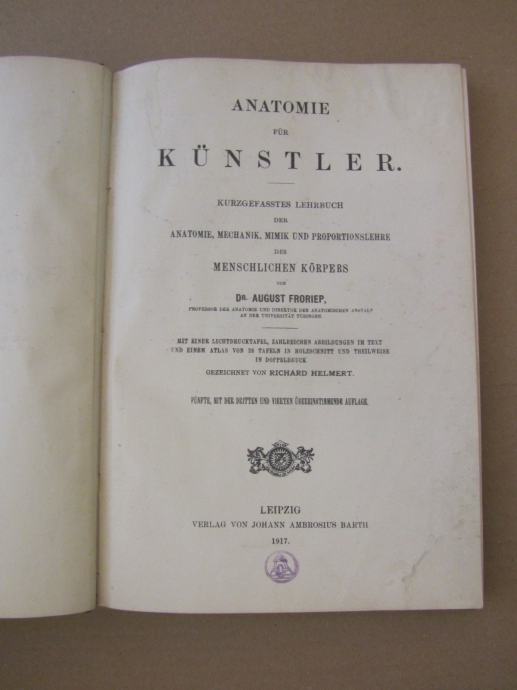 ANATOMIE
FÜR
KÜNSTLER.
KURZGEFASSTES LEHRBUCH
DER
ANATOMIE, MECHANIK, MIMIK UND PROPORTIONSLEHRE
DES
MENSCHLICHEN KÖRPERS
VON
DR. AUGUST FRORIEP,
PROFESSOR DER ANATOMIE UND DIREKTOR DER ANATOMISCHEN ANSTALT
AN DER UNIVERSITÄT TÜBINGEN.
MIT EINER LICHTDRUCKTAFEL, ZAHLREICHEN ABBILDUNGEN IM TEXT
UND EINEM ATLAS VON 38 TAFELN IN HOLZSCHNITT UND THEILWEISE
IN DOPPELDRUCK
GEZEICHNET VON RICHARD HELMERT.
FÜNFTE, MIT DER DRITTEN UND VIERTEN ÜBEREINSTIMMENDE AUFLAGE.
LEIPZIG
VERLAG VON JOHANN AMBROSIUS BARTH
1917.